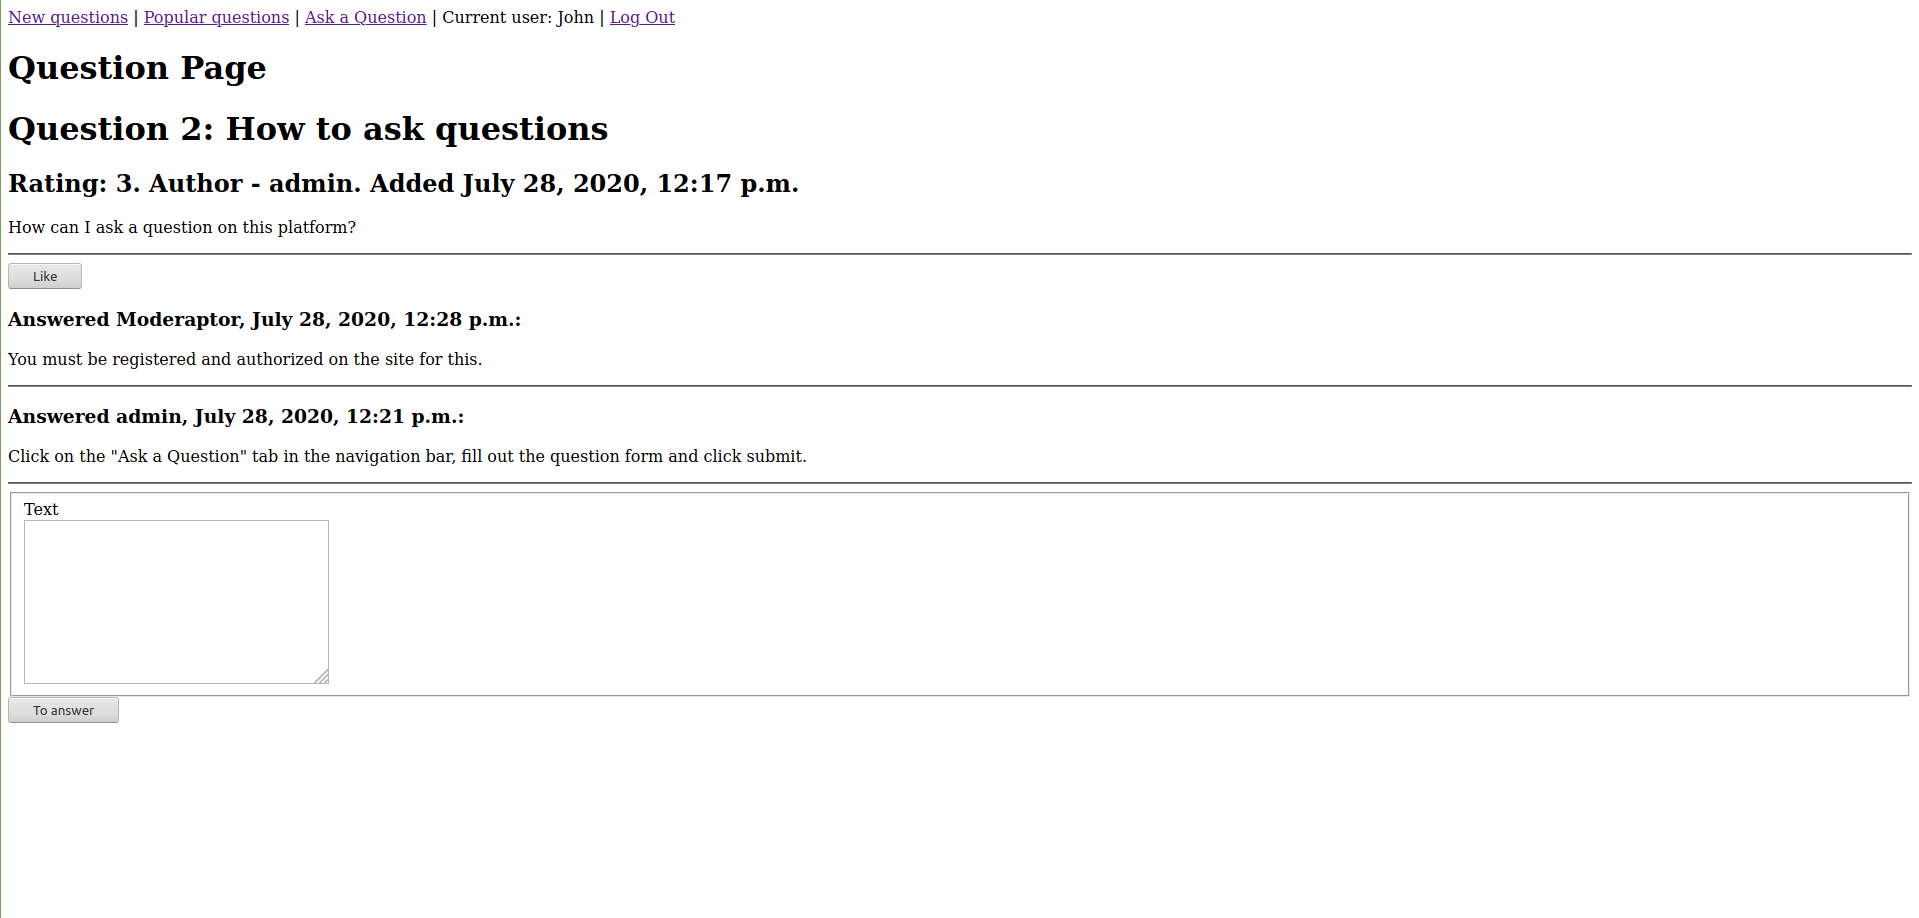 New questions | Popular questions | Ask a Question | Current user: John | Log Out
Question Page
Question 2: How to ask questions
Rating: 3. Author - admin. Added July 28, 2020, 12:17 p.m.
How can I ask a question on this platform?
Like
Answered Moderaptor, July 28, 2020, 12:28 p.m.:
You must be registered and authorized on the site for this.
Answered admin, July 28, 2020, 12:21 p.m.:
Click on the "Ask a Question" tab in the navigation bar, fill out the question form and click submit.
Text
To answer